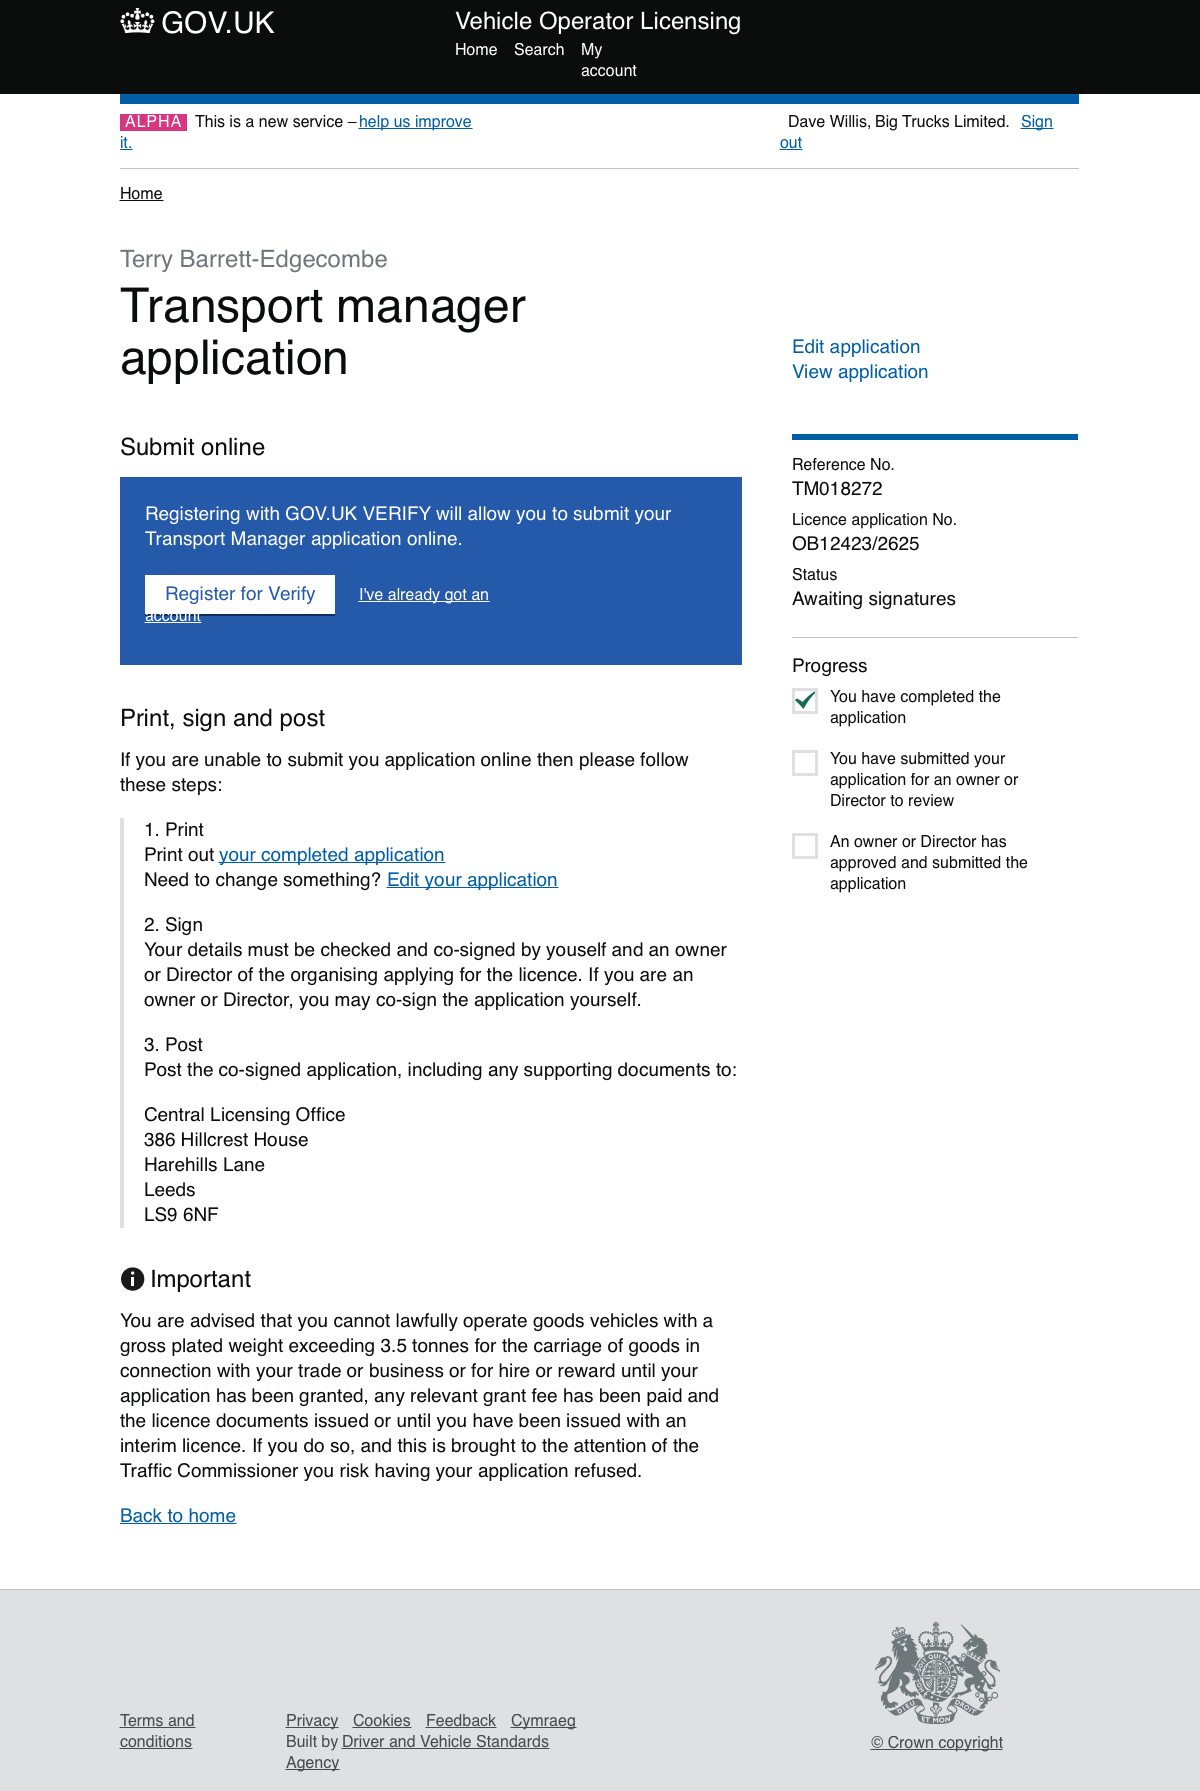 GOV.UK
Vehicle Operator Licensing
Home Search My
account
ALPHA This is a new service – help us improve
it.
Dave Willis, Big Trucks Limited. Sign
out
Home
Terry Barrett-Edgecombe
Transport manager
application
Edit application
View application
Submit online
Registering with GOV.UK VERIFY will allow you to submit your
Transport Manager application online.
Register for Verify I've already got an
account
Reference No.
TM018272
Licence application No.
OB12423/2625
Status
Awaiting signatures
Progress
You have completed the
application
You have submitted your
application for an owner or
Director to review
An owner or Director has
approved and submitted the
application
Print, sign and post
If you are unable to submit you application online then please follow
these steps:
1. Print
Print out your completed application
Need to change something? Edit your application
2. Sign
Your details must be checked and co-signed by youself and an owner
or Director of the organising applying for the licence. If you are an
owner or Director, you may co-sign the application yourself.
3. Post
Post the co-signed application, including any supporting documents to:
Central Licensing Office
386 Hillcrest House
Harehills Lane
Leeds
LS9 6NF
Important
You are advised that you cannot lawfully operate goods vehicles with a
gross plated weight exceeding 3.5 tonnes for the carriage of goods in
connection with your trade or business or for hire or reward until your
application has been granted, any relevant grant fee has been paid and
the licence documents issued or until you have been issued with an
interim licence. If you do so, and this is brought to the attention of the
Traffic Commissioner you risk having your application refused.
Back to home
Terms and
conditions
Privacy Cookies Feedback Cymraeg
Built by Driver and Vehicle Standards
Agency
© Crown copyright